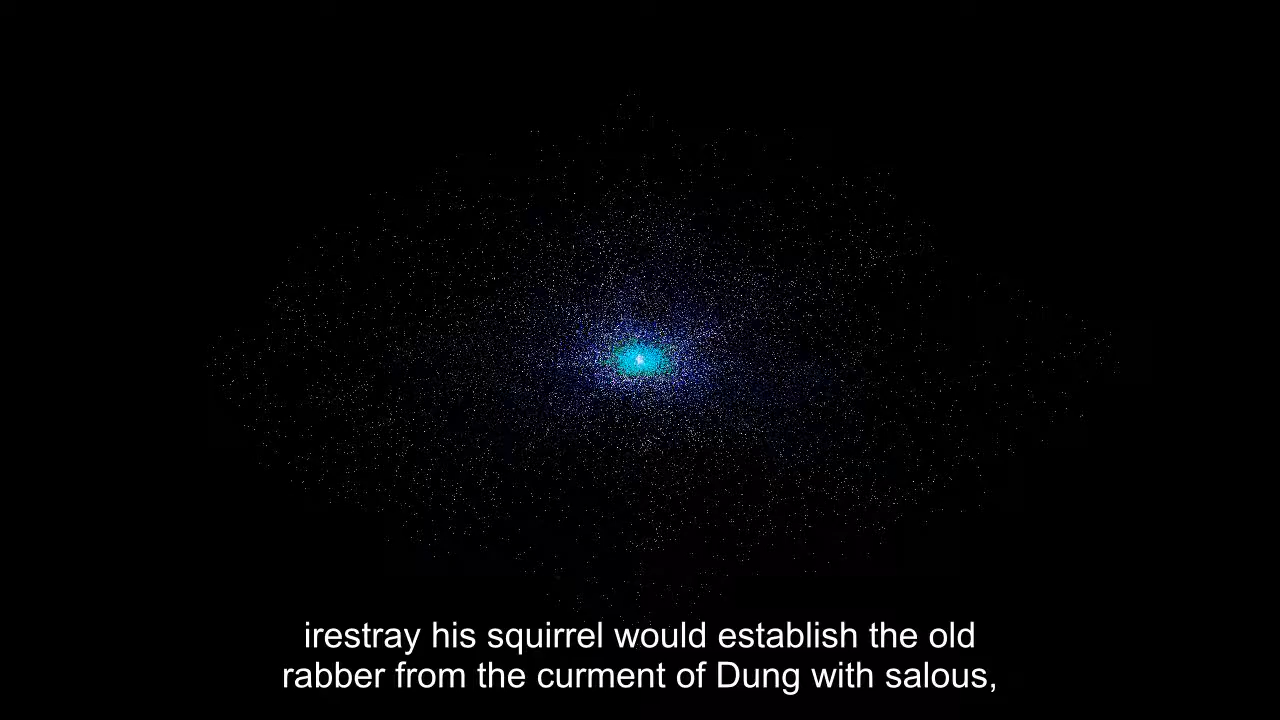 irestray his squirrel would establish the old
rabber from the curment of Dung with salous,